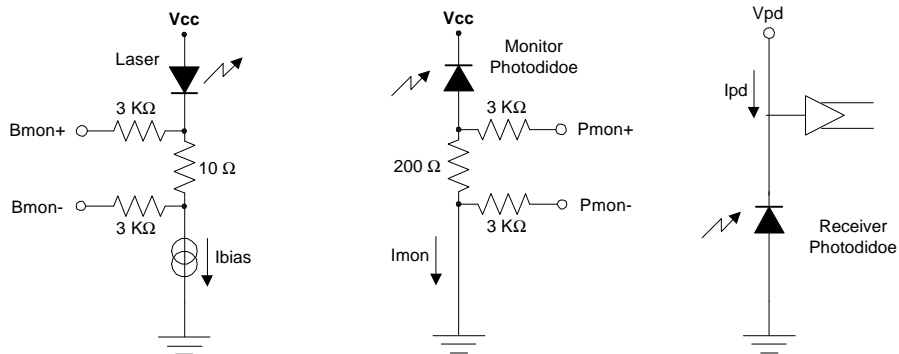 Vcc
Laser
3 KΩ
Bmon+
10 Ω
Bmon-
3 KΩ
Ibias
Vcc
Monitor
Photodidoe
3 KΩ
Pmon+
200 Ω
Pmon-
3 KΩ
Imon
Vpd
Ipd
Receiver
Photodidoe